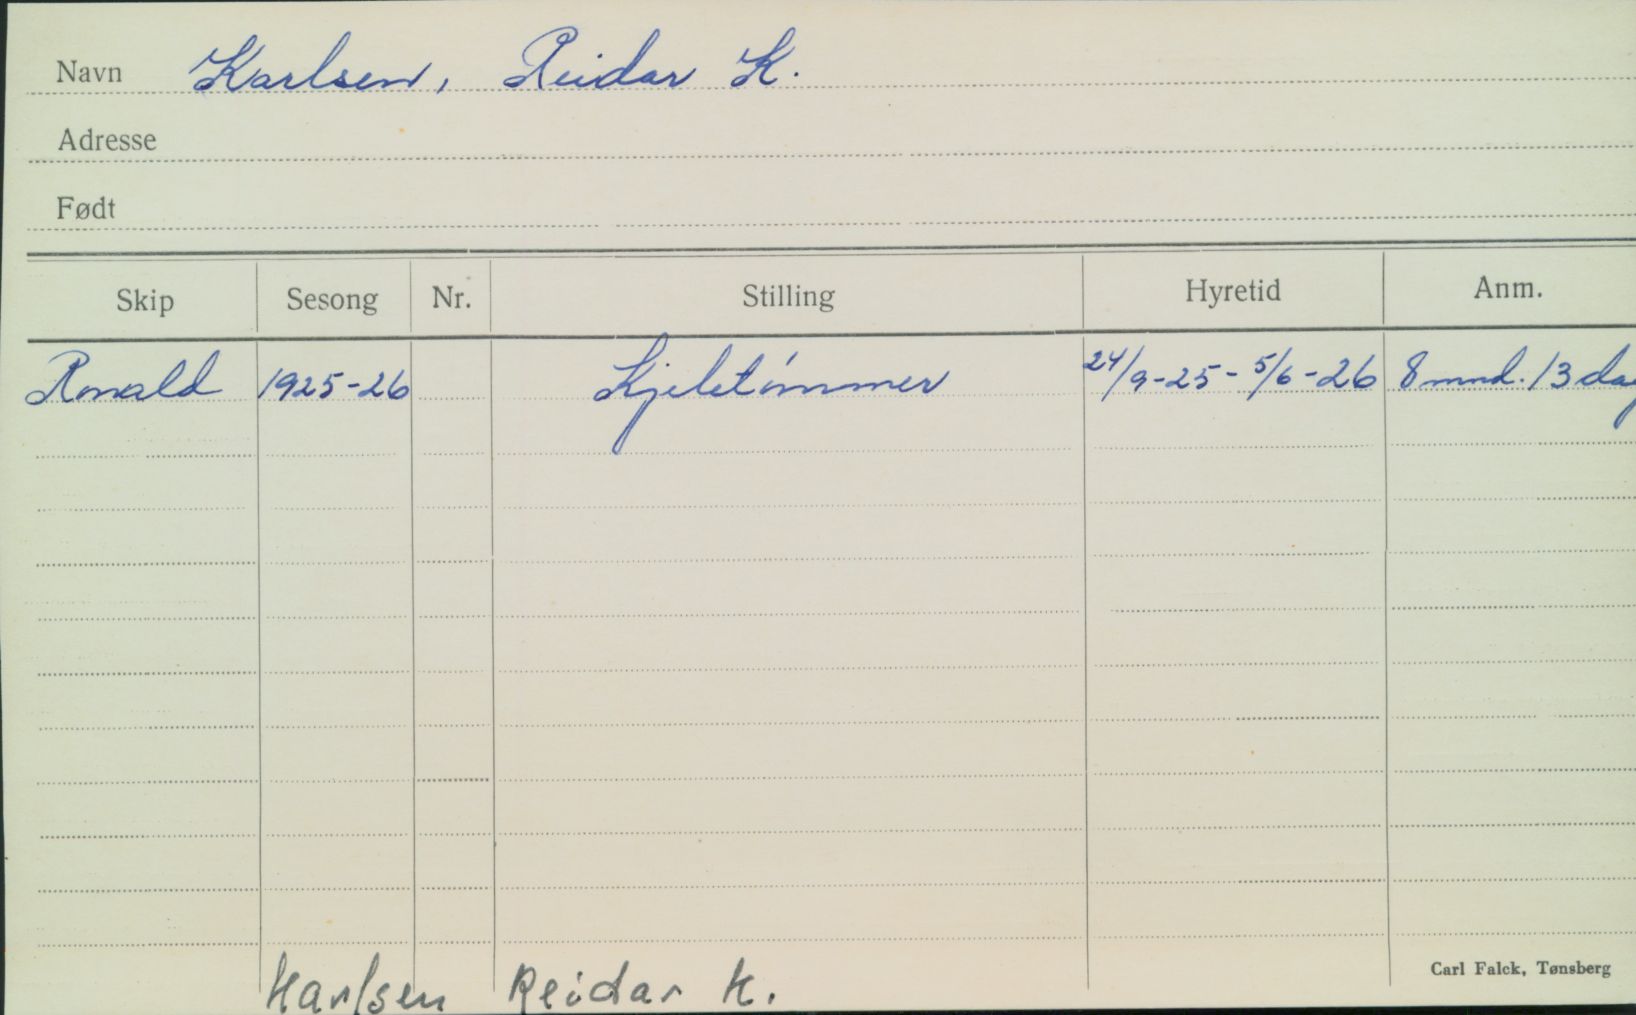 Navn Karlsen, Reidar K.
Adresse
Født
Skip Sesong Nr. Stilling Hyretid Anm.
Ronald 1925-26 Kjeletømmer 24/9-25 - 5/6-26 8 mnd. 13 dag
Carl Falck, Tønsberg
Karlsen Reidar K.